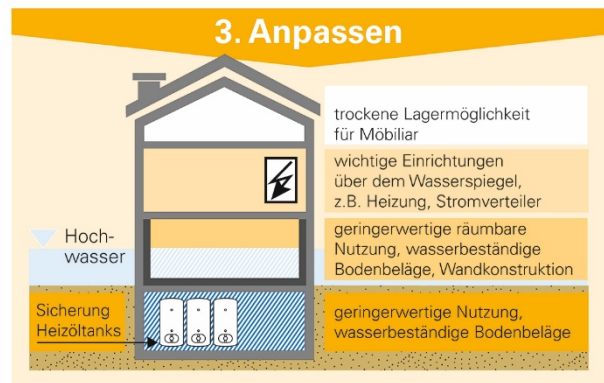 3. Anpassen
trockene Lagermöglichkeit
für Möbiliar
wichtige Einrichtungen
über dem Wasserspiegel,
z.B. Heizung, Stromverteiler
Hoch-
wasser
geringerwertige räumbare
Nutzung, wasserbeständige
Bodenbeläge, Wandkonstruktion
Sicherung
Heizöltanks
geringerwertige Nutzung,
wasserbeständige Bodenbeläge